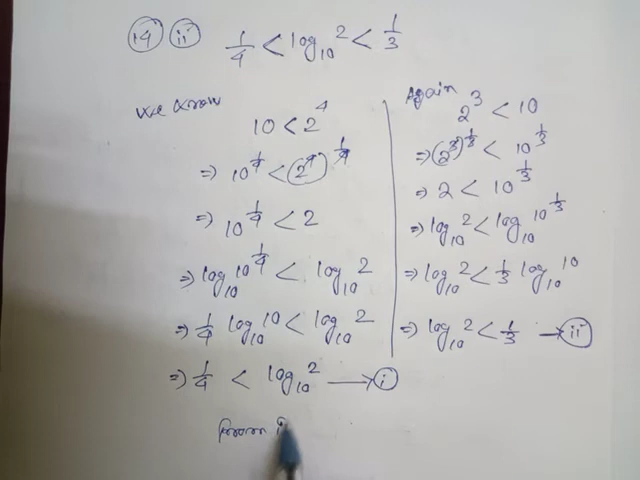 14 ii 1/4 < log₁₀2 < 1/3
we know
10 < 2⁴
⇒ 10^(1/4) < (2⁴)^(1/4)
⇒ 10^(1/4) < 2
⇒ log₁₀10^(1/4) < log₁₀2
⇒ 1/4 log₁₀10 < log₁₀2
⇒ 1/4 < log₁₀2 → i
Again
2³ < 10
⇒ (2³)^(1/3) < 10^(1/3)
⇒ 2 < 10^(1/3)
⇒ log₁₀2 < log₁₀10^(1/3)
⇒ log₁₀2 < 1/3 log₁₀10
⇒ log₁₀2 < 1/3 → ii
from